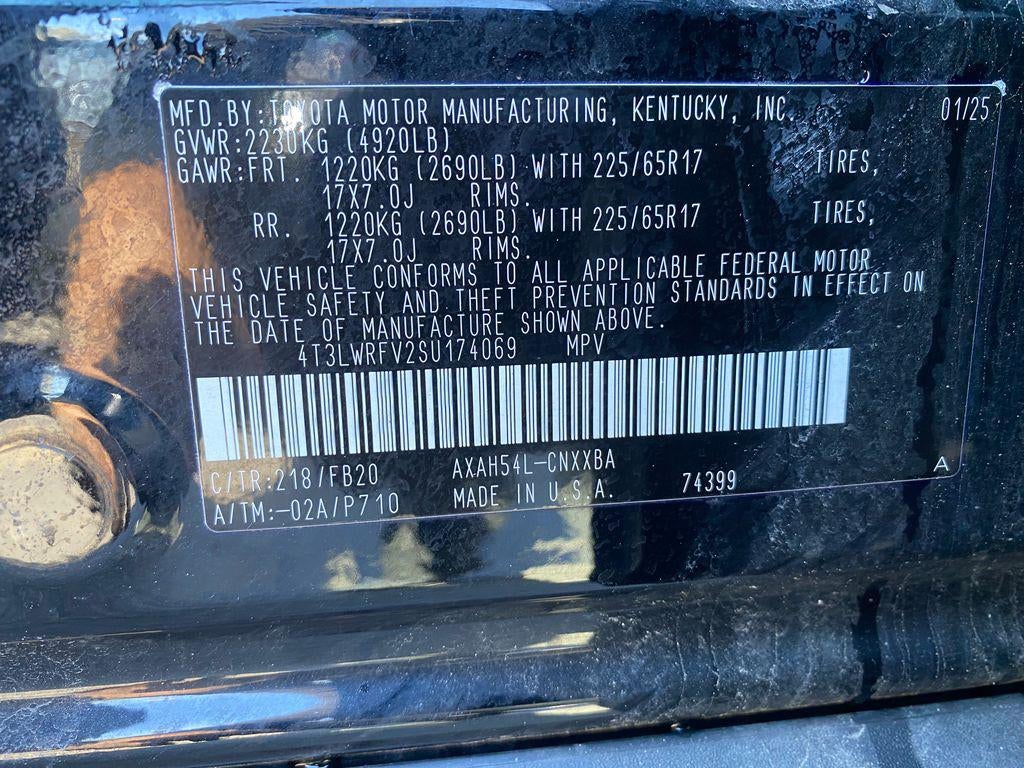 MFD.BY:TOYOTA MOTOR MANUFACTURING, KENTUCKY, INC. 01/25
GVWR:2230KG (4920LB)
GAWR:FRT. 1220KG (2690LB) WITH 225/65R17 TIRES,
17X7.0J RIMS.
RR. 1220KG (2690LB) WITH 225/65R17 TIRES,
17X7.0J RIMS.
THIS VEHICLE CONFORMS TO ALL APPLICABLE FEDERAL MOTOR
VEHICLE SAFETY AND THEFT PREVENTION STANDARDS IN EFFECT ON
THE DATE OF MANUFACTURE SHOWN ABOVE.
4T3LWRFV2SU174069 MPV
C/TR:218/FB20 AXAH54L-CNXXBA 74399 A
A/TM:-02A/P710 MADE IN U.S.A.